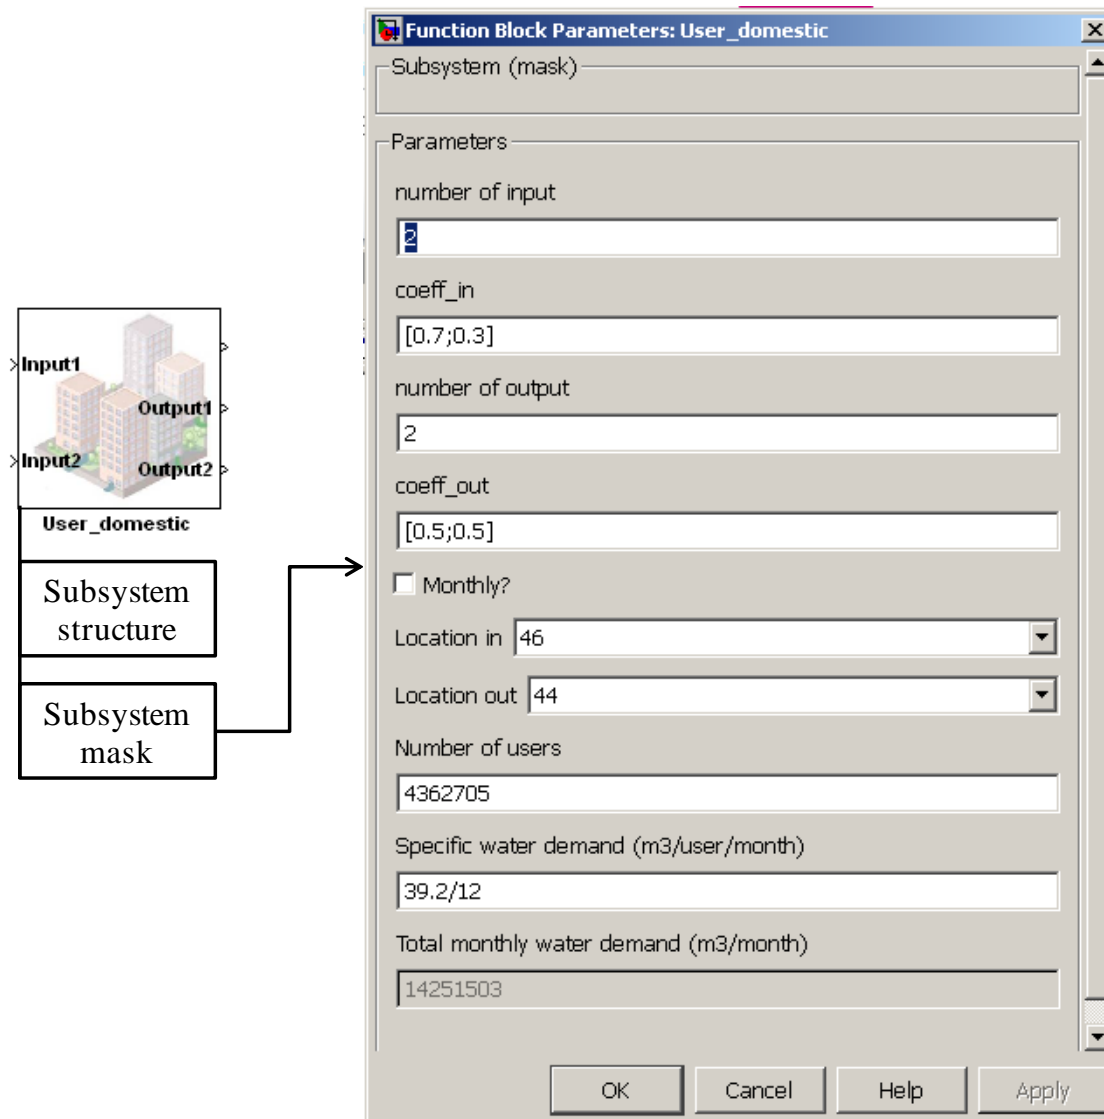 Function Block Parameters: User_domestic
Subsystem (mask)
Parameters
number of input
2
coeff_in
[0.7;0.3]
number of output
2
coeff_out
[0.5;0.5]
Monthly?
Location in 46
Location out 44
Number of users
4362705
Specific water demand (m3/user/month)
39.2/12
Total monthly water demand (m3/month)
14251503
OK Cancel Help Apply
Input1
Output1
Input2 Output2
User_domestic
Subsystem
structure
Subsystem
mask